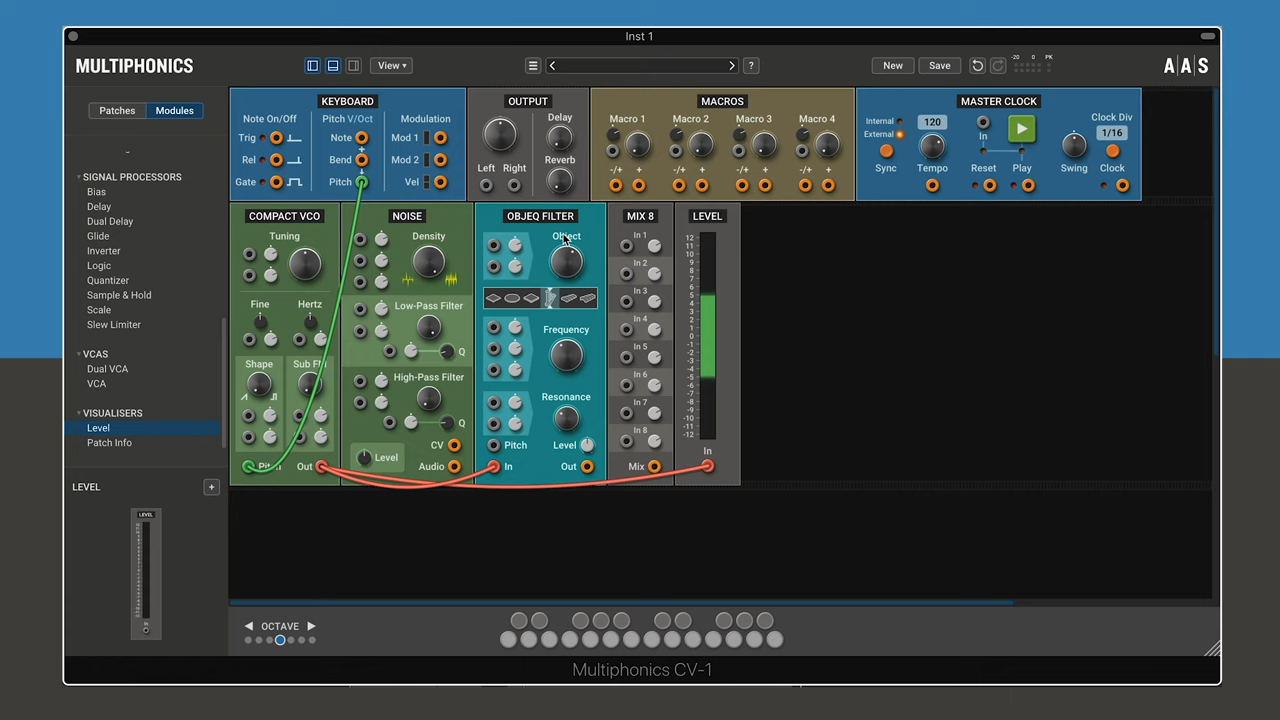 Inst 1
MULTIPHONICS
View ▾
?
New
Save
-20 0 PK
A|A|S
Patches
Modules
SIGNAL PROCESSORS
Bias
Delay
Dual Delay
Glide
Inverter
Logic
Quantizer
Sample & Hold
Scale
Slew Limiter
VCAS
Dual VCA
VCA
VISUALISERS
Level
Patch Info
LEVEL
+
LEVEL
KEYBOARD
Note On/Off
Pitch V/Oct
Modulation
Trig
Note
Mod 1
Rel
Bend
Mod 2
Gate
Pitch
Vel
OUTPUT
Delay
Reverb
Left
Right
MACROS
Macro 1
Macro 2
Macro 3
Macro 4
-/+ +
-/+ +
-/+ +
-/+ +
MASTER CLOCK
Internal
External
Sync
120
Tempo
In
Reset
Play
Swing
Clock Div
1/16
Clock
COMPACT VCO
Tuning
Fine
Hertz
Shape
Sub
Pitch
Out
NOISE
Density
Low-Pass Filter
Q
High-Pass Filter
Q
CV
Level
Audio
OBJEQ FILTER
Object
Frequency
Resonance
Pitch
Level
In
Out
MIX 8
In 1
In 2
In 3
In 4
In 5
In 6
In 7
In 8
Mix
LEVEL
12
11
10
9
8
7
6
5
4
3
2
1
0
-1
-2
-3
-4
-5
-6
-7
-8
-9
-10
-11
-12
In
OCTAVE
Multiphonics CV-1